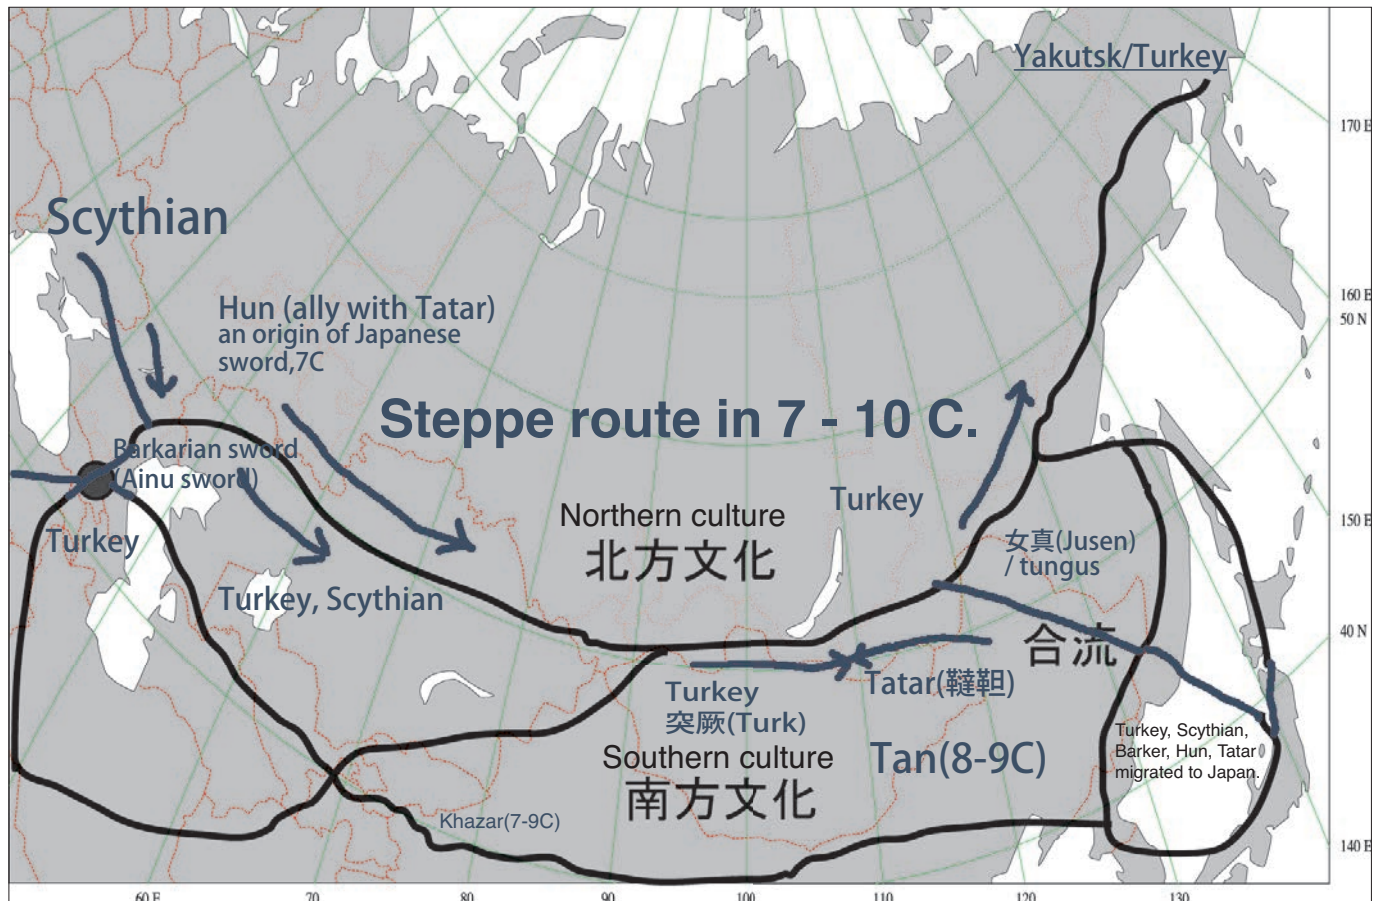 Yakutsk/Turkey
170 E
Scythian
160 E
50 N
Hun (ally with Tatar)
an origin of Japanese
sword,7C
Steppe route in 7 - 10 C.
Barkarian sword
(Ainu sword)
Turkey
Northern culture
北方文化
Turkey
150 E
女真(Jusen)
/ tungus
Turkey, Scythian
合流
40 N
Tatar(韃靼)
Turkey
突厥(Turk)
Southern culture
南方文化
Tan(8-9C)
Turkey, Scythian,
Barker, Hun, Tatar
migrated to Japan.
Khazar(7-9C)
140 E
60 E
70
80
90
100
110
120
130